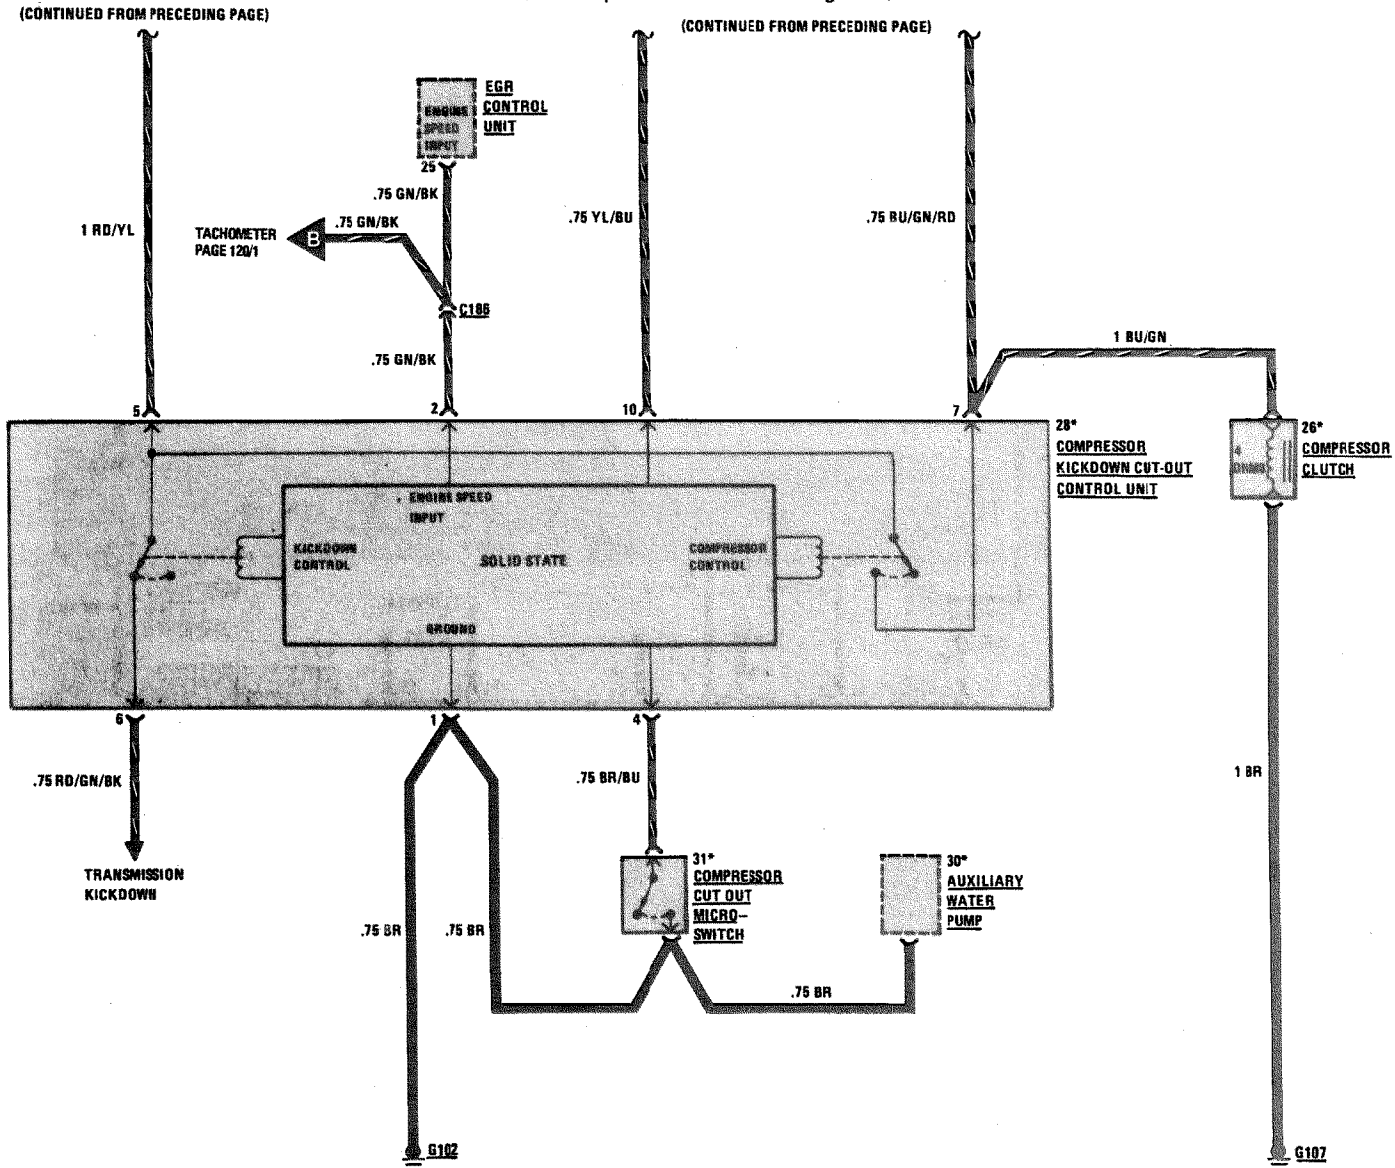 (CONTINUED FROM PRECEDING PAGE)
(CONTINUED FROM PRECEDING PAGE)
EGR
CONTROL
UNIT
ENGINE
SPEED
INPUT
25
.75 GN/BK
.75 GN/BK
TACHOMETER
PAGE 120/1
B
1 RD/YL
.75 YL/BU
.75 BU/GN/RD
C186
.75 GN/BK
1 BU/GN
5
2
10
7
28*
COMPRESSOR
KICKDOWN CUT-OUT
CONTROL UNIT
26*
COMPRESSOR
CLUTCH
4
OHMS
ENGINE SPEED
INPUT
KICKDOWN
CONTROL
SOLID STATE
COMPRESSOR
CONTROL
GROUND
6
1
4
.75 RD/GN/BK
.75 BR/BU
1 BR
TRANSMISSION
KICKDOWN
31*
COMPRESSOR
CUT OUT
MICRO-
SWITCH
30*
AUXILIARY
WATER
PUMP
.75 BR
.75 BR
.75 BR
G102
G107